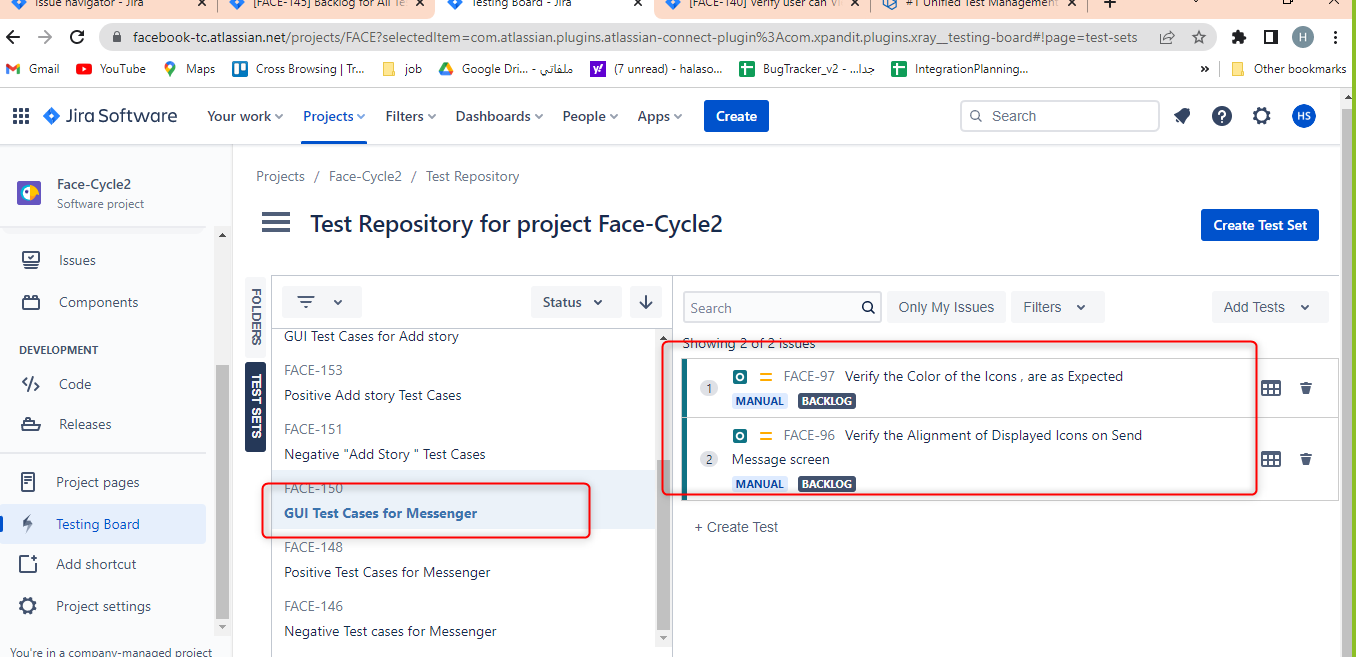 Issue navigator - Jira
[FACE-145] Backlog for All Te
Testing Board - Jira
[FACE-140] Verify user can Vi
#1 Unified Test Management
facebook-tc.atlassian.net/projects/FACE?selectedItem=com.atlassian.plugins.atlassian-connect-plugin%3Acom.xpandit.plugins.xray__testing-board#!page=test-sets
H
Gmail
YouTube
Maps
Cross Browsing | Tr...
job
Google Dri... - ملفاتي
(7 unread) - halaso...
BugTracker_v2 - ...جدا
IntegrationPlanning...
»
Other bookmarks
Jira Software
Your work
Projects
Filters
Dashboards
People
Apps
Create
Search
HS
Face-Cycle2
Software project
Issues
Components
DEVELOPMENT
Code
Releases
Project pages
Testing Board
Add shortcut
Project settings
You're in a company-managed project
Projects / Face-Cycle2 / Test Repository
Test Repository for project Face-Cycle2
Create Test Set
FOLDERS
TEST SETS
Status
GUI Test Cases for Add story
FACE-153
Positive Add story Test Cases
FACE-151
Negative "Add Story " Test Cases
FACE-150
GUI Test Cases for Messenger
FACE-148
Positive Test Cases for Messenger
FACE-146
Negative Test cases for Messenger
Search
Only My Issues
Filters
Add Tests
Showing 2 of 2 issues
1
FACE-97 Verify the Color of the Icons , are as Expected
MANUAL BACKLOG
2
FACE-96 Verify the Alignment of Displayed Icons on Send
Message screen
MANUAL BACKLOG
+ Create Test